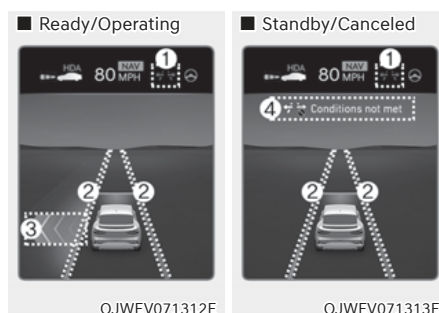 ■ Ready/Operating
HDA
80 MPH
NAV
1
2
2
3
OJWEV071312E
■ Standby/Canceled
HDA
80 MPH
NAV
1
4 Conditions not met
2
2
OJWEV071313E